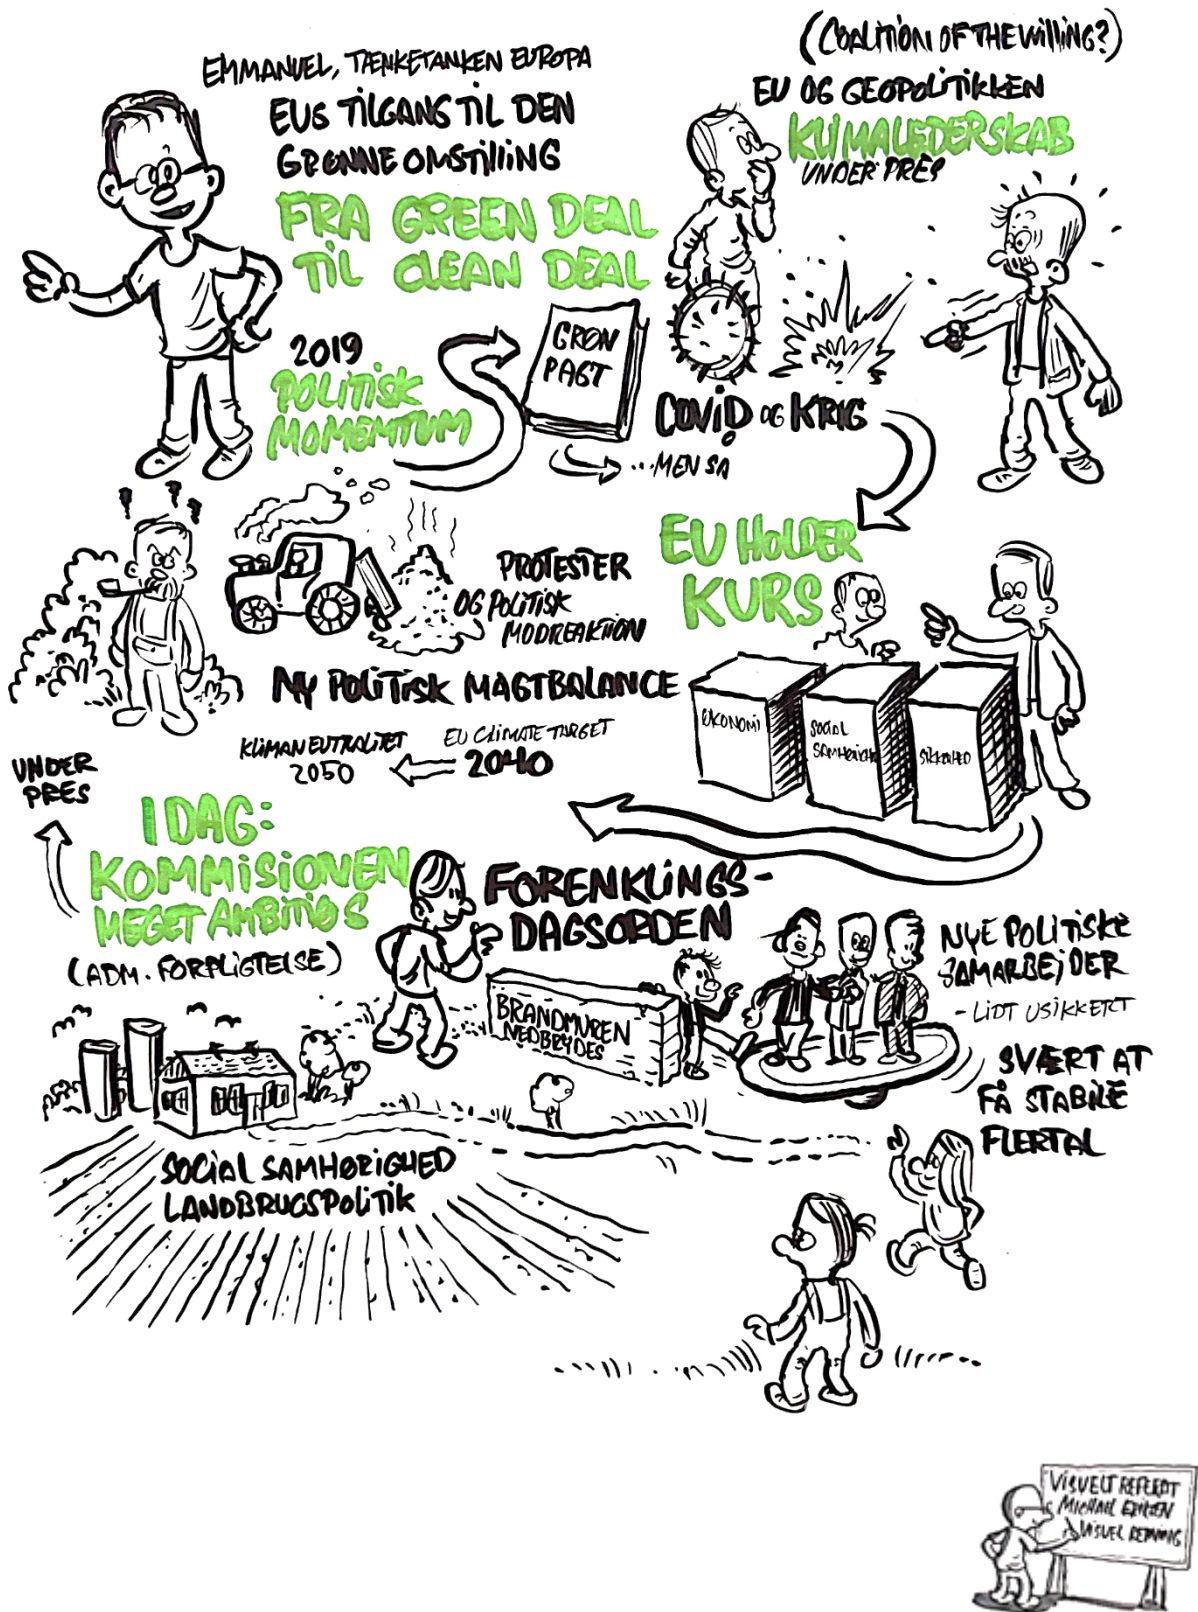 EMMANUEL, TÆNKETANKEN EUROPA
EUS TILGANG TIL DEN
GRØNNE OMSTILLING
FRA GREEN DEAL
TIL CLEAN DEAL
(COALITION OF THE WILLING?)
EU OG GEOPOLITIKKEN
KLIMALEDERSKAB
UNDER PRES
2019
POLITISK
MOMEMTUM
GRØN
PAGT
...MEN SÅ
COVID OG KRIG
EU HOLDER
KURS
ØKONOMI
SOCIAL
SAMHØRIGHED
SIKKERHED
PROTESTER
OG POLITISK
MODREAKTION
NY POLITISK MAGTBALANCE
KLIMANEUTRALITET
2050
EU CLIMATE TARGET
2040
UNDER
PRES
I DAG:
KOMMISIONEN
MEGET AMBITIØS
(ADM. FORPLIGTELSE)
FORENKLINGS-
DAGSORDEN
BRANDMUREN
NEDBRYDES
NYE POLITISKE
SAMARBEJDER
- LIDT USIKKERT
SVÆRT AT
FÅ STABILE
FLERTAL
SOCIAL SAMHØRIGHED
LANDBRUGSPOLITIK
VISUELT REFERAT
VISUEL